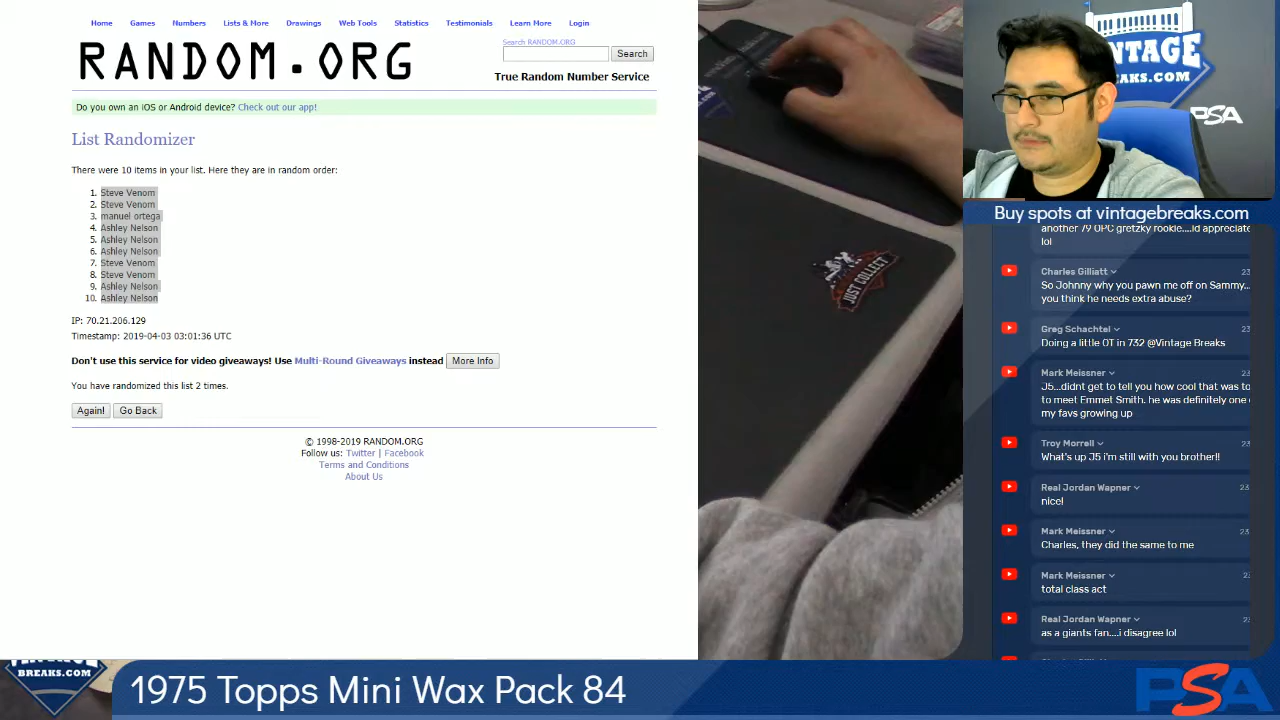 Home Games Numbers Lists & More Drawings Web Tools Statistics Testimonials Learn More Login
RANDOM.ORG
Search RANDOM.ORG
Search
True Random Number Service
Do you own an iOS or Android device? Check out our app!
List Randomizer
There were 10 items in your list. Here they are in random order:
1. Steve Venom
2. Steve Venom
3. manuel ortega
4. Ashley Nelson
5. Ashley Nelson
6. Ashley Nelson
7. Steve Venom
8. Steve Venom
9. Ashley Nelson
10. Ashley Nelson
IP: 70.21.206.129
Timestamp: 2019-04-03 03:01:36 UTC
Don't use this service for video giveaways! Use Multi-Round Giveaways instead More Info
You have randomized this list 2 times.
Again! Go Back
© 1998-2019 RANDOM.ORG
Follow us: Twitter | Facebook
Terms and Conditions
About Us
JUST COLLECT
VINTAGE
BREAKS.COM
PSA
Buy spots at vintagebreaks.com
another 79 OPC gretzky rookie....Id appreciate
lol
Charles Gilliatt 23
So Johnny why you pawn me off on Sammy...
you think he needs extra abuse?
Greg Schachtel 23
Doing a little OT in 732 @Vintage Breaks
Mark Meissner 23
J5...didnt get to tell you how cool that was to
to meet Emmet Smith. he was definitely one
my favs growing up
Troy Morrell 23
What's up J5 i'm still with you brother!!
Real Jordan Wapner 23
nice!
Mark Meissner 23
Charles, they did the same to me
Mark Meissner 23
total class act
Real Jordan Wapner 23
as a giants fan....i disagree lol
VINTAGE
BREAKS.COM
1975 Topps Mini Wax Pack 84
PSA